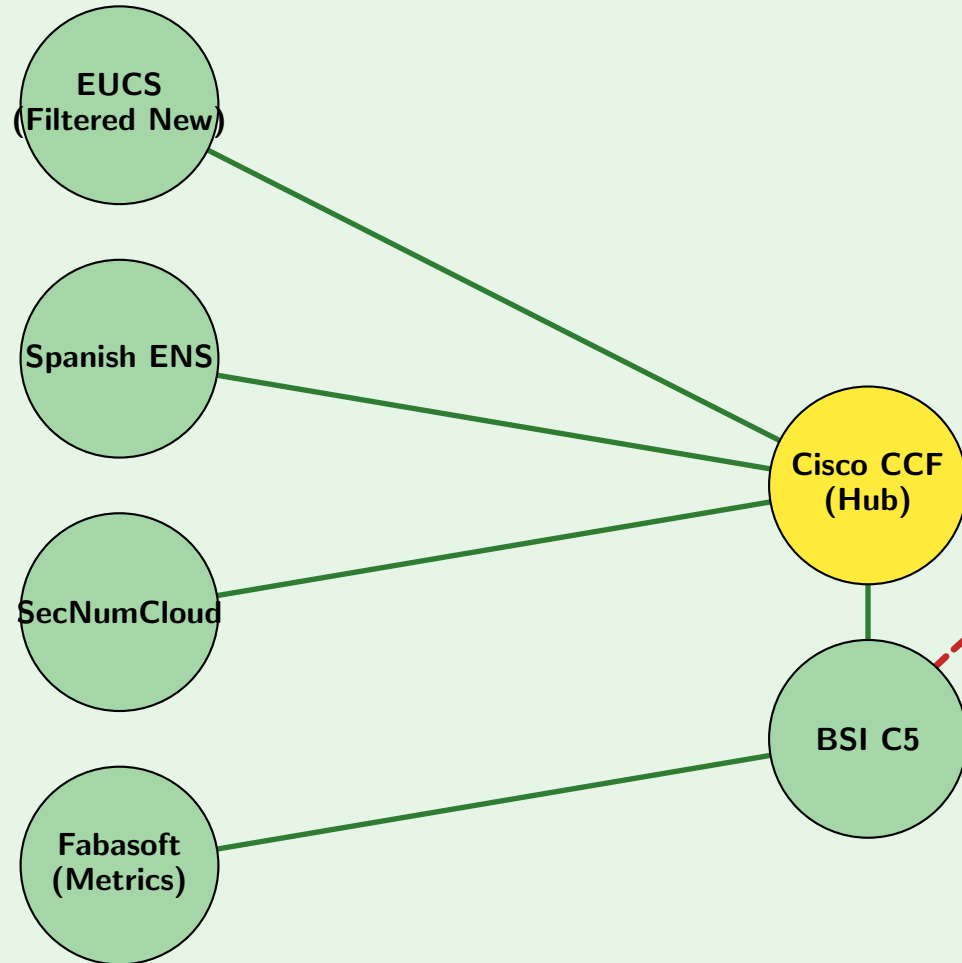 EUCS
(Filtered New)
Spanish ENS
Cisco CCF
(Hub)
SecNumCloud
BSI C5
Fabasoft
(Metrics)